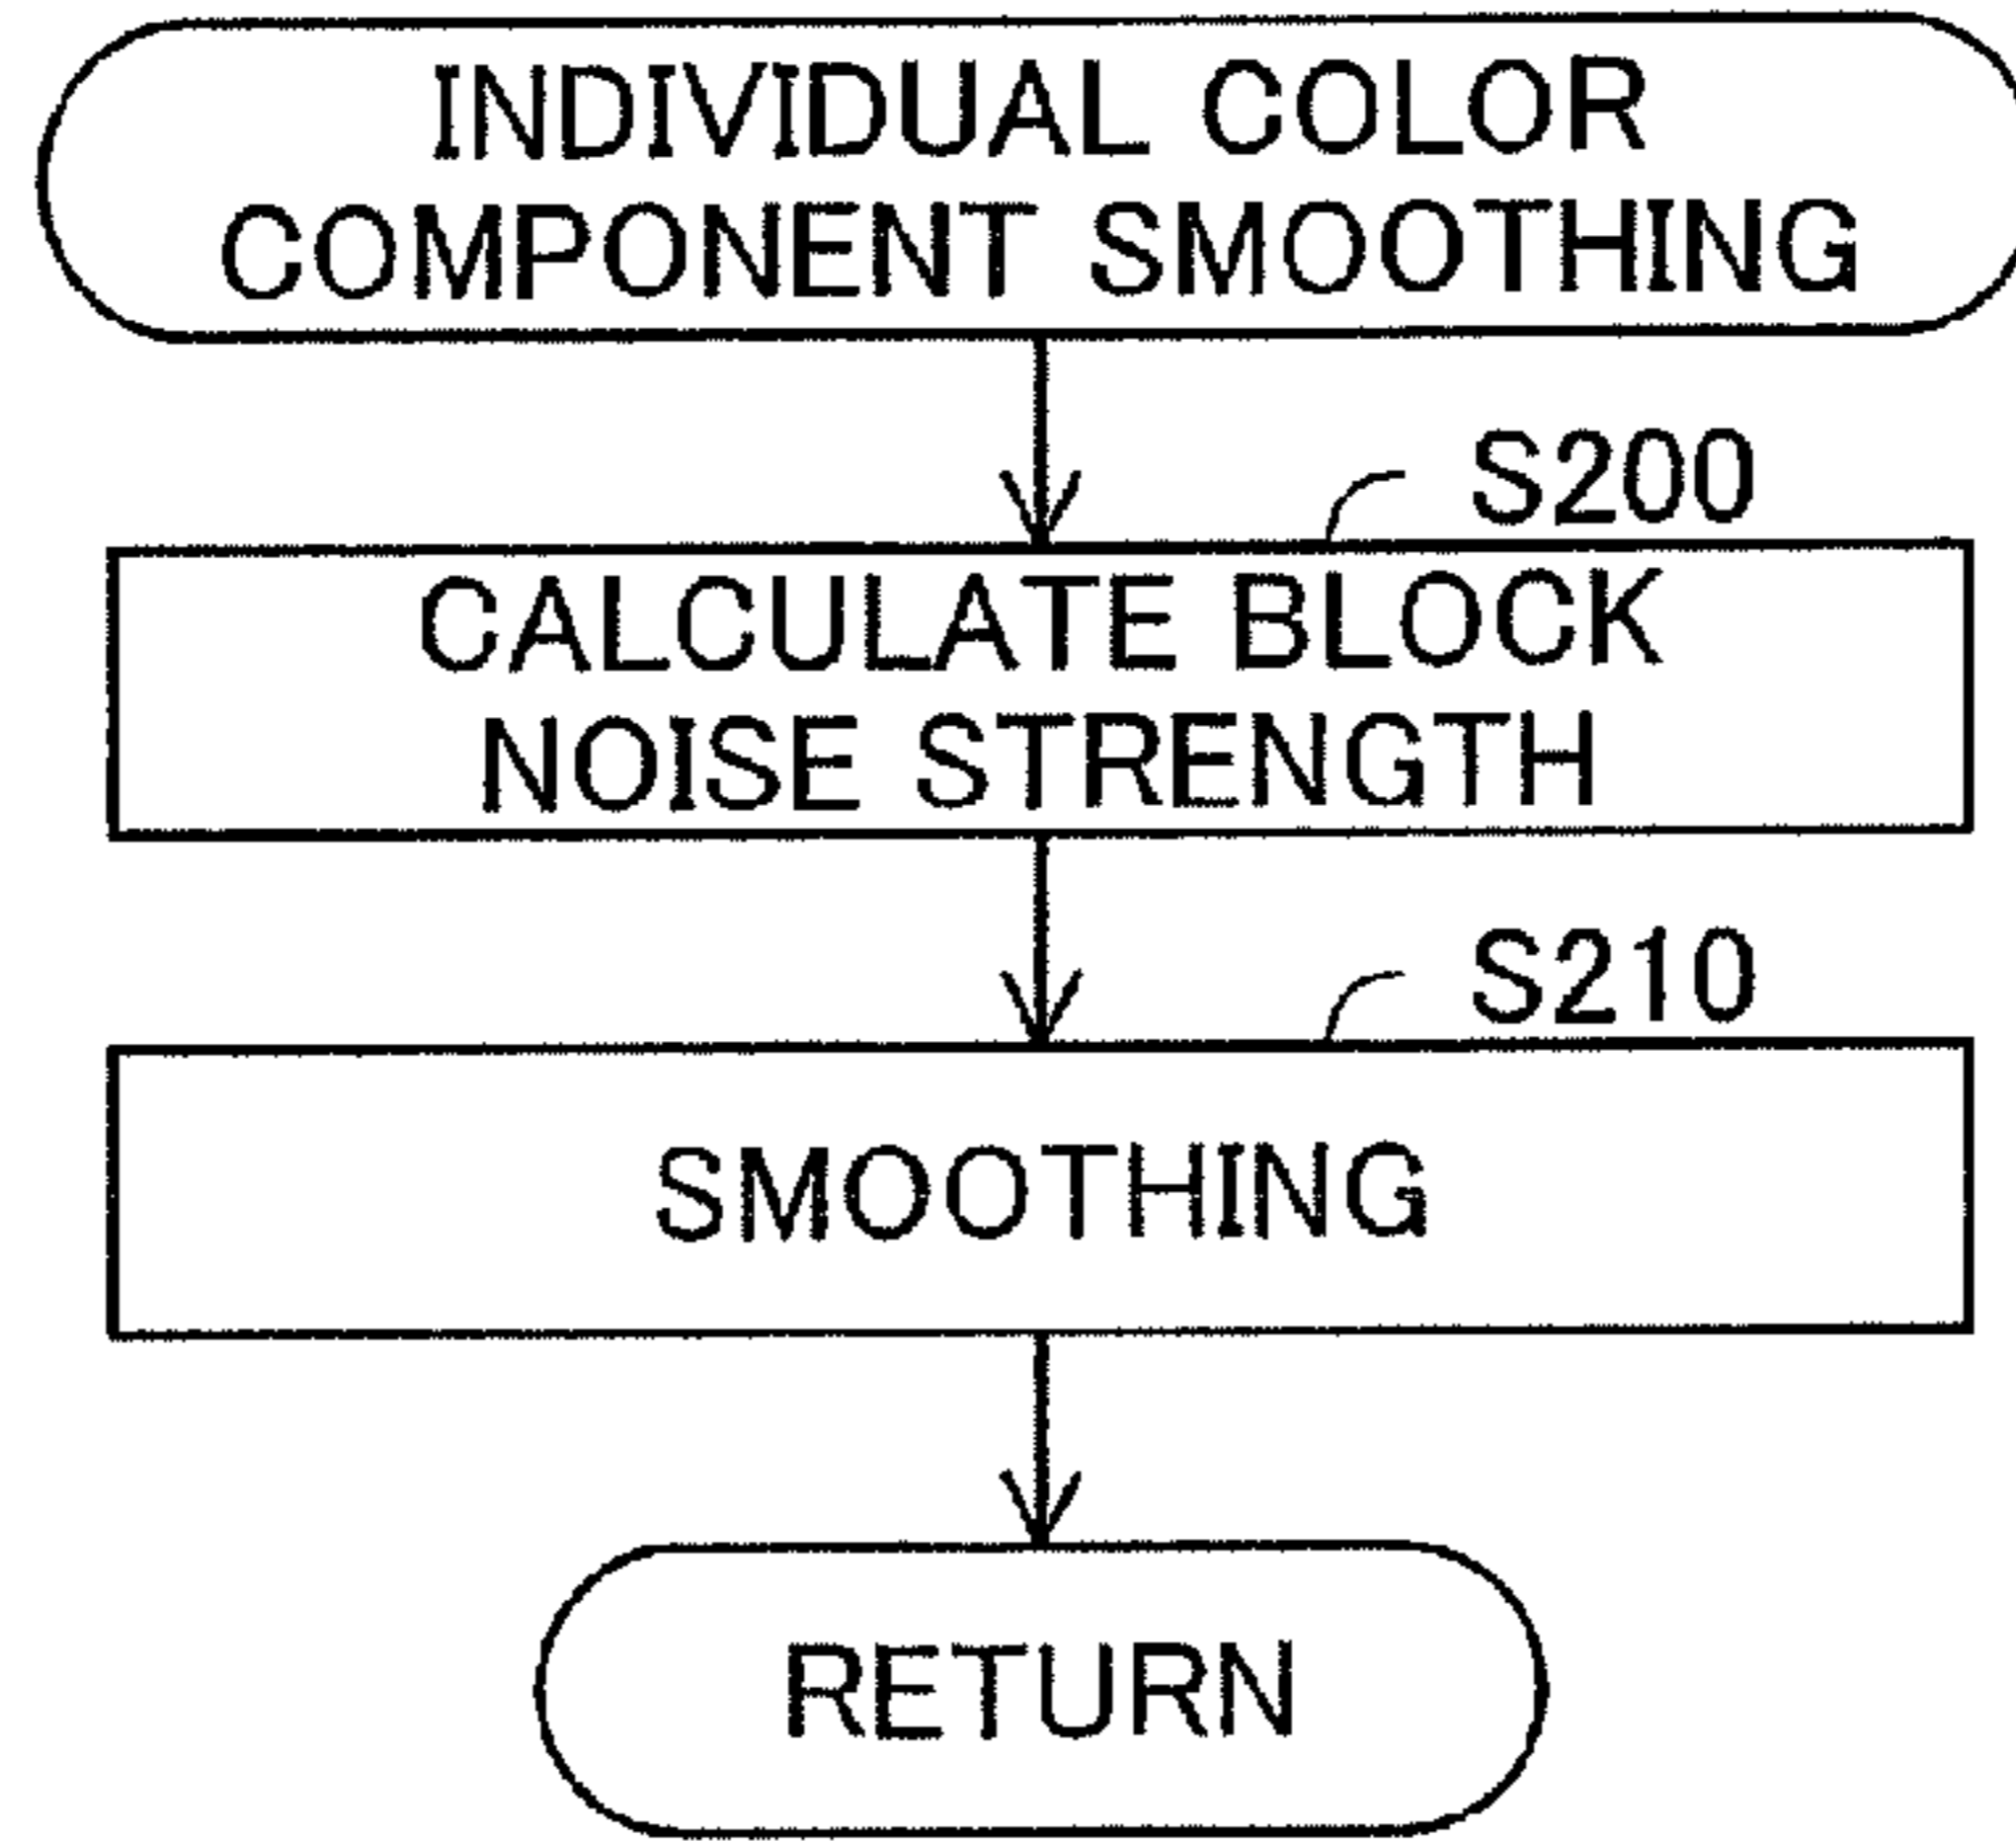 INDIVIDUAL COLOR
COMPONENT SMOOTHING
S200
CALCULATE BLOCK
NOISE STRENGTH
S210
SMOOTHING
RETURN